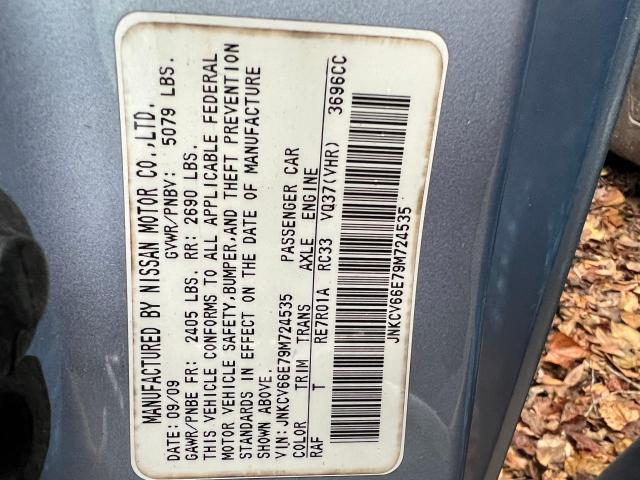 MANUFACTURED BY NISSAN MOTOR CO.,LTD.
DATE: 09/09 GVWR/PNBV: 5079 LBS.
GAWR/PNBE FR: 2405 LBS. RR: 2690 LBS.
THIS VEHICLE CONFORMS TO ALL APPLICABLE FEDERAL
MOTOR VEHICLE SAFETY,BUMPER,AND THEFT PREVENTION
STANDARDS IN EFFECT ON THE DATE OF MANUFACTURE
SHOWN ABOVE.
VIN: JNKCV66E79M724535 PASSENGER CAR
COLOR TRIM TRANS AXLE ENGINE
RAF T RE7R01A RC33 VQ37(VHR) 3696CC
JNKCV66E79M724535